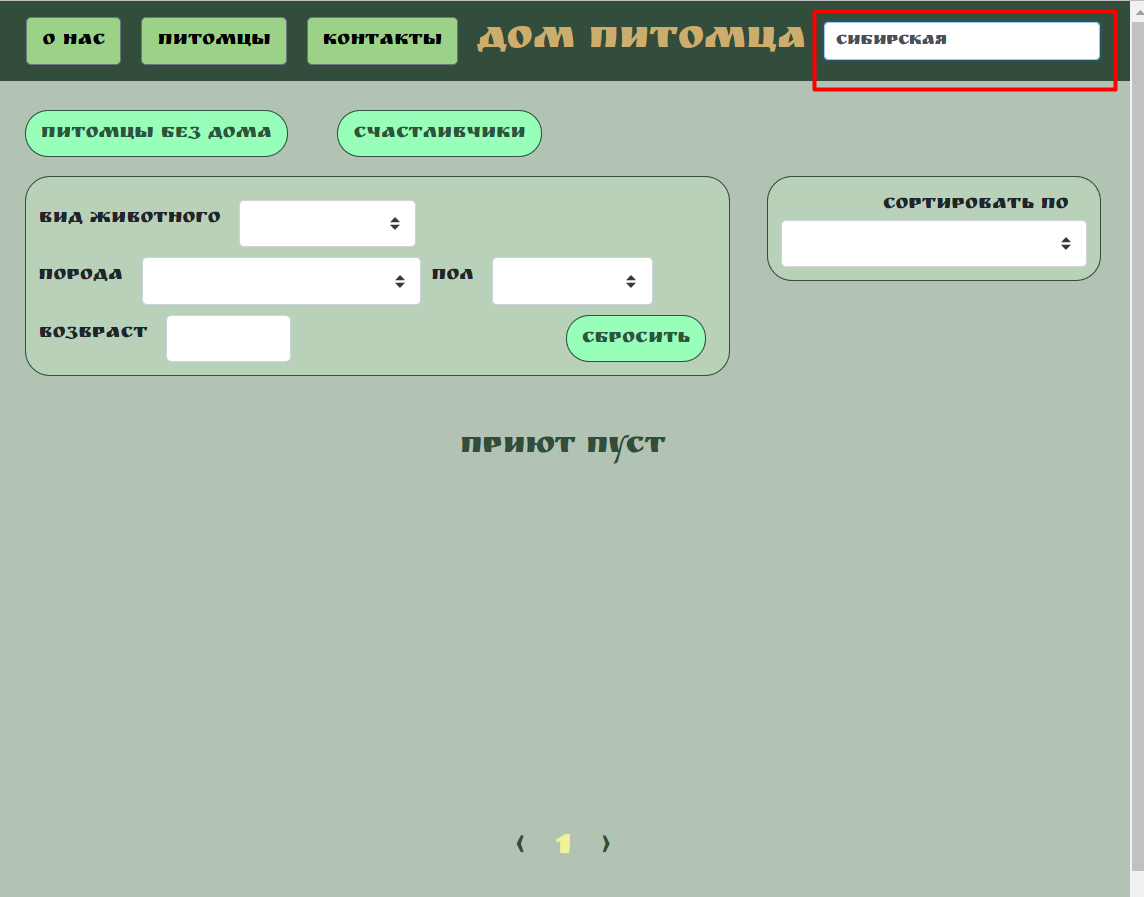 О НАС ПИТОМЦЫ КОНТАКТЫ ДОМ ПИТОМЦА СИБИРСКАЯ
ПИТОМЦЫ БЕЗ ДОМА СЧАСТЛИВЧИКИ
ВИД ЖИВОТНОГО
СОРТИРОВАТЬ ПО
ПОРОДА ПОЛ
ВОЗВРАСТ СБРОСИТЬ
ПРИЮТ ПУСТ
‹ 1 ›